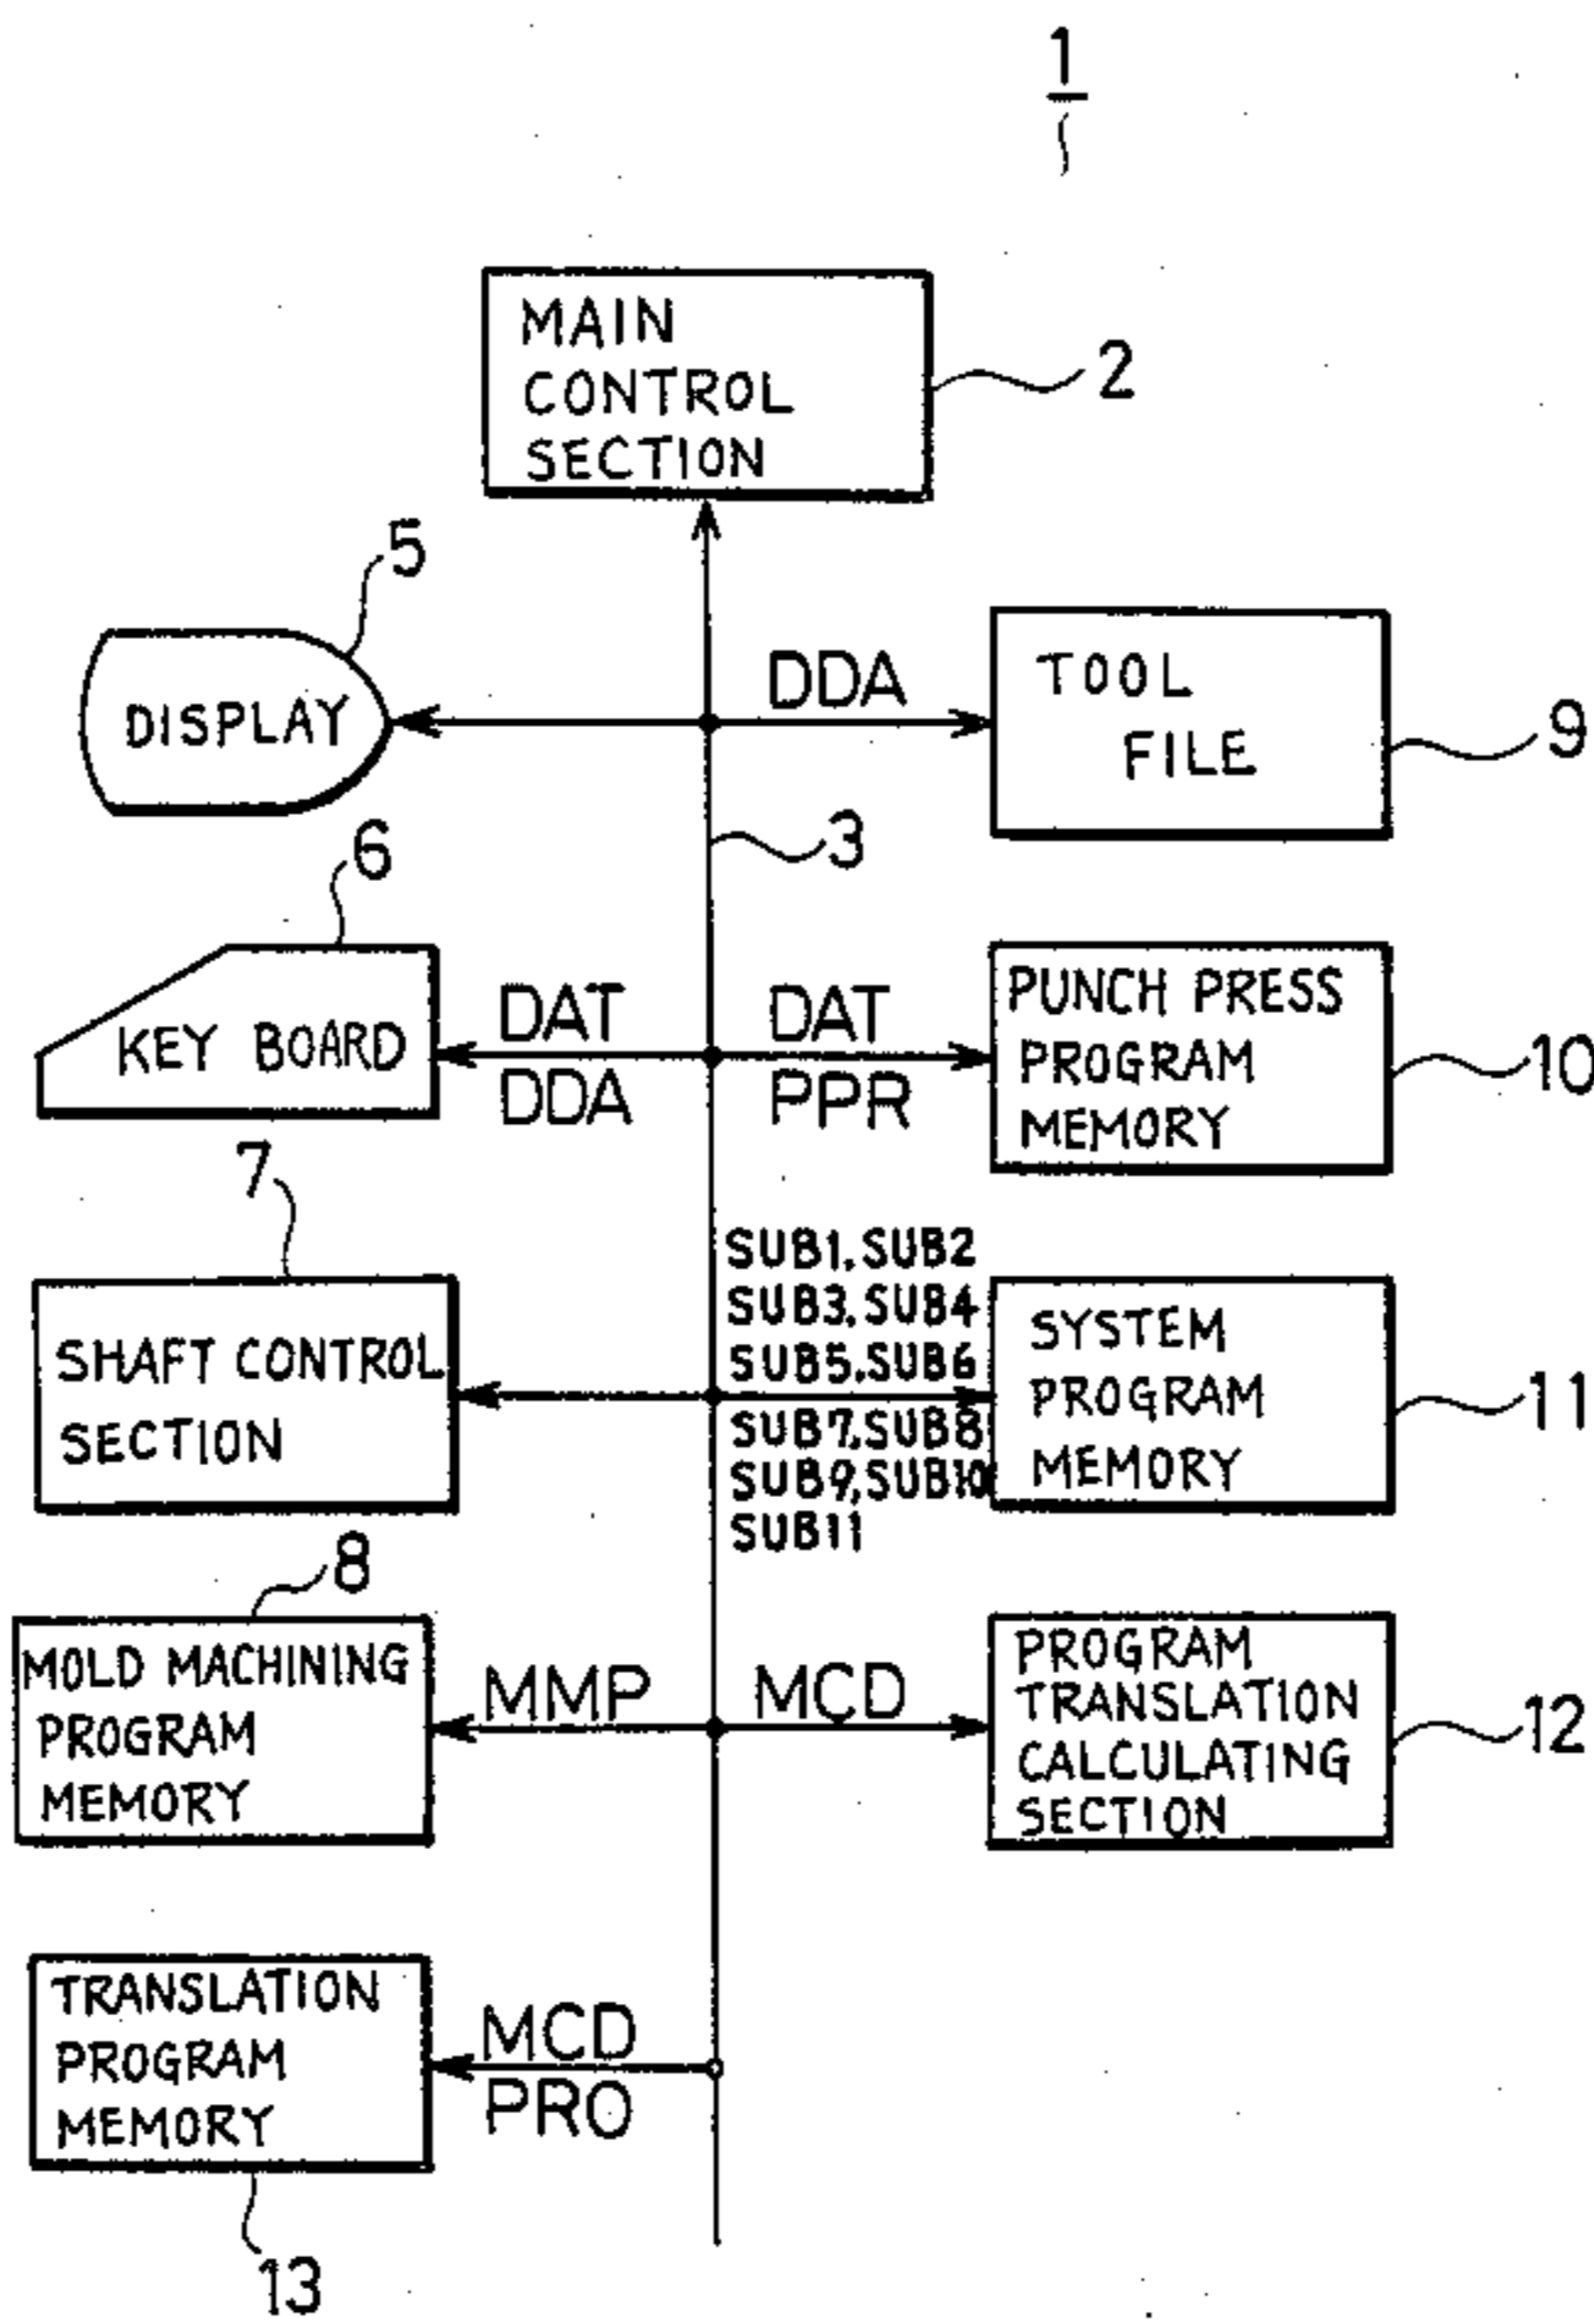 1
MAIN
CONTROL
SECTION
2
5
DISPLAY
DDA
TOOL
FILE
9
3
6
KEY BOARD
DAT
DDA
DAT
PPR
PUNCH PRESS
PROGRAM
MEMORY
10
7
SHAFT CONTROL
SECTION
SUB1, SUB2
SUB3, SUB4
SUB5, SUB6
SUB7, SUB8
SUB9, SUB10
SUB11
SYSTEM
PROGRAM
MEMORY
11
8
MOLD MACHINING
PROGRAM
MEMORY
MMP
MCD
PROGRAM
TRANSLATION
CALCULATING
SECTION
12
TRANSLATION
PROGRAM
MEMORY
MCD
PRO
13